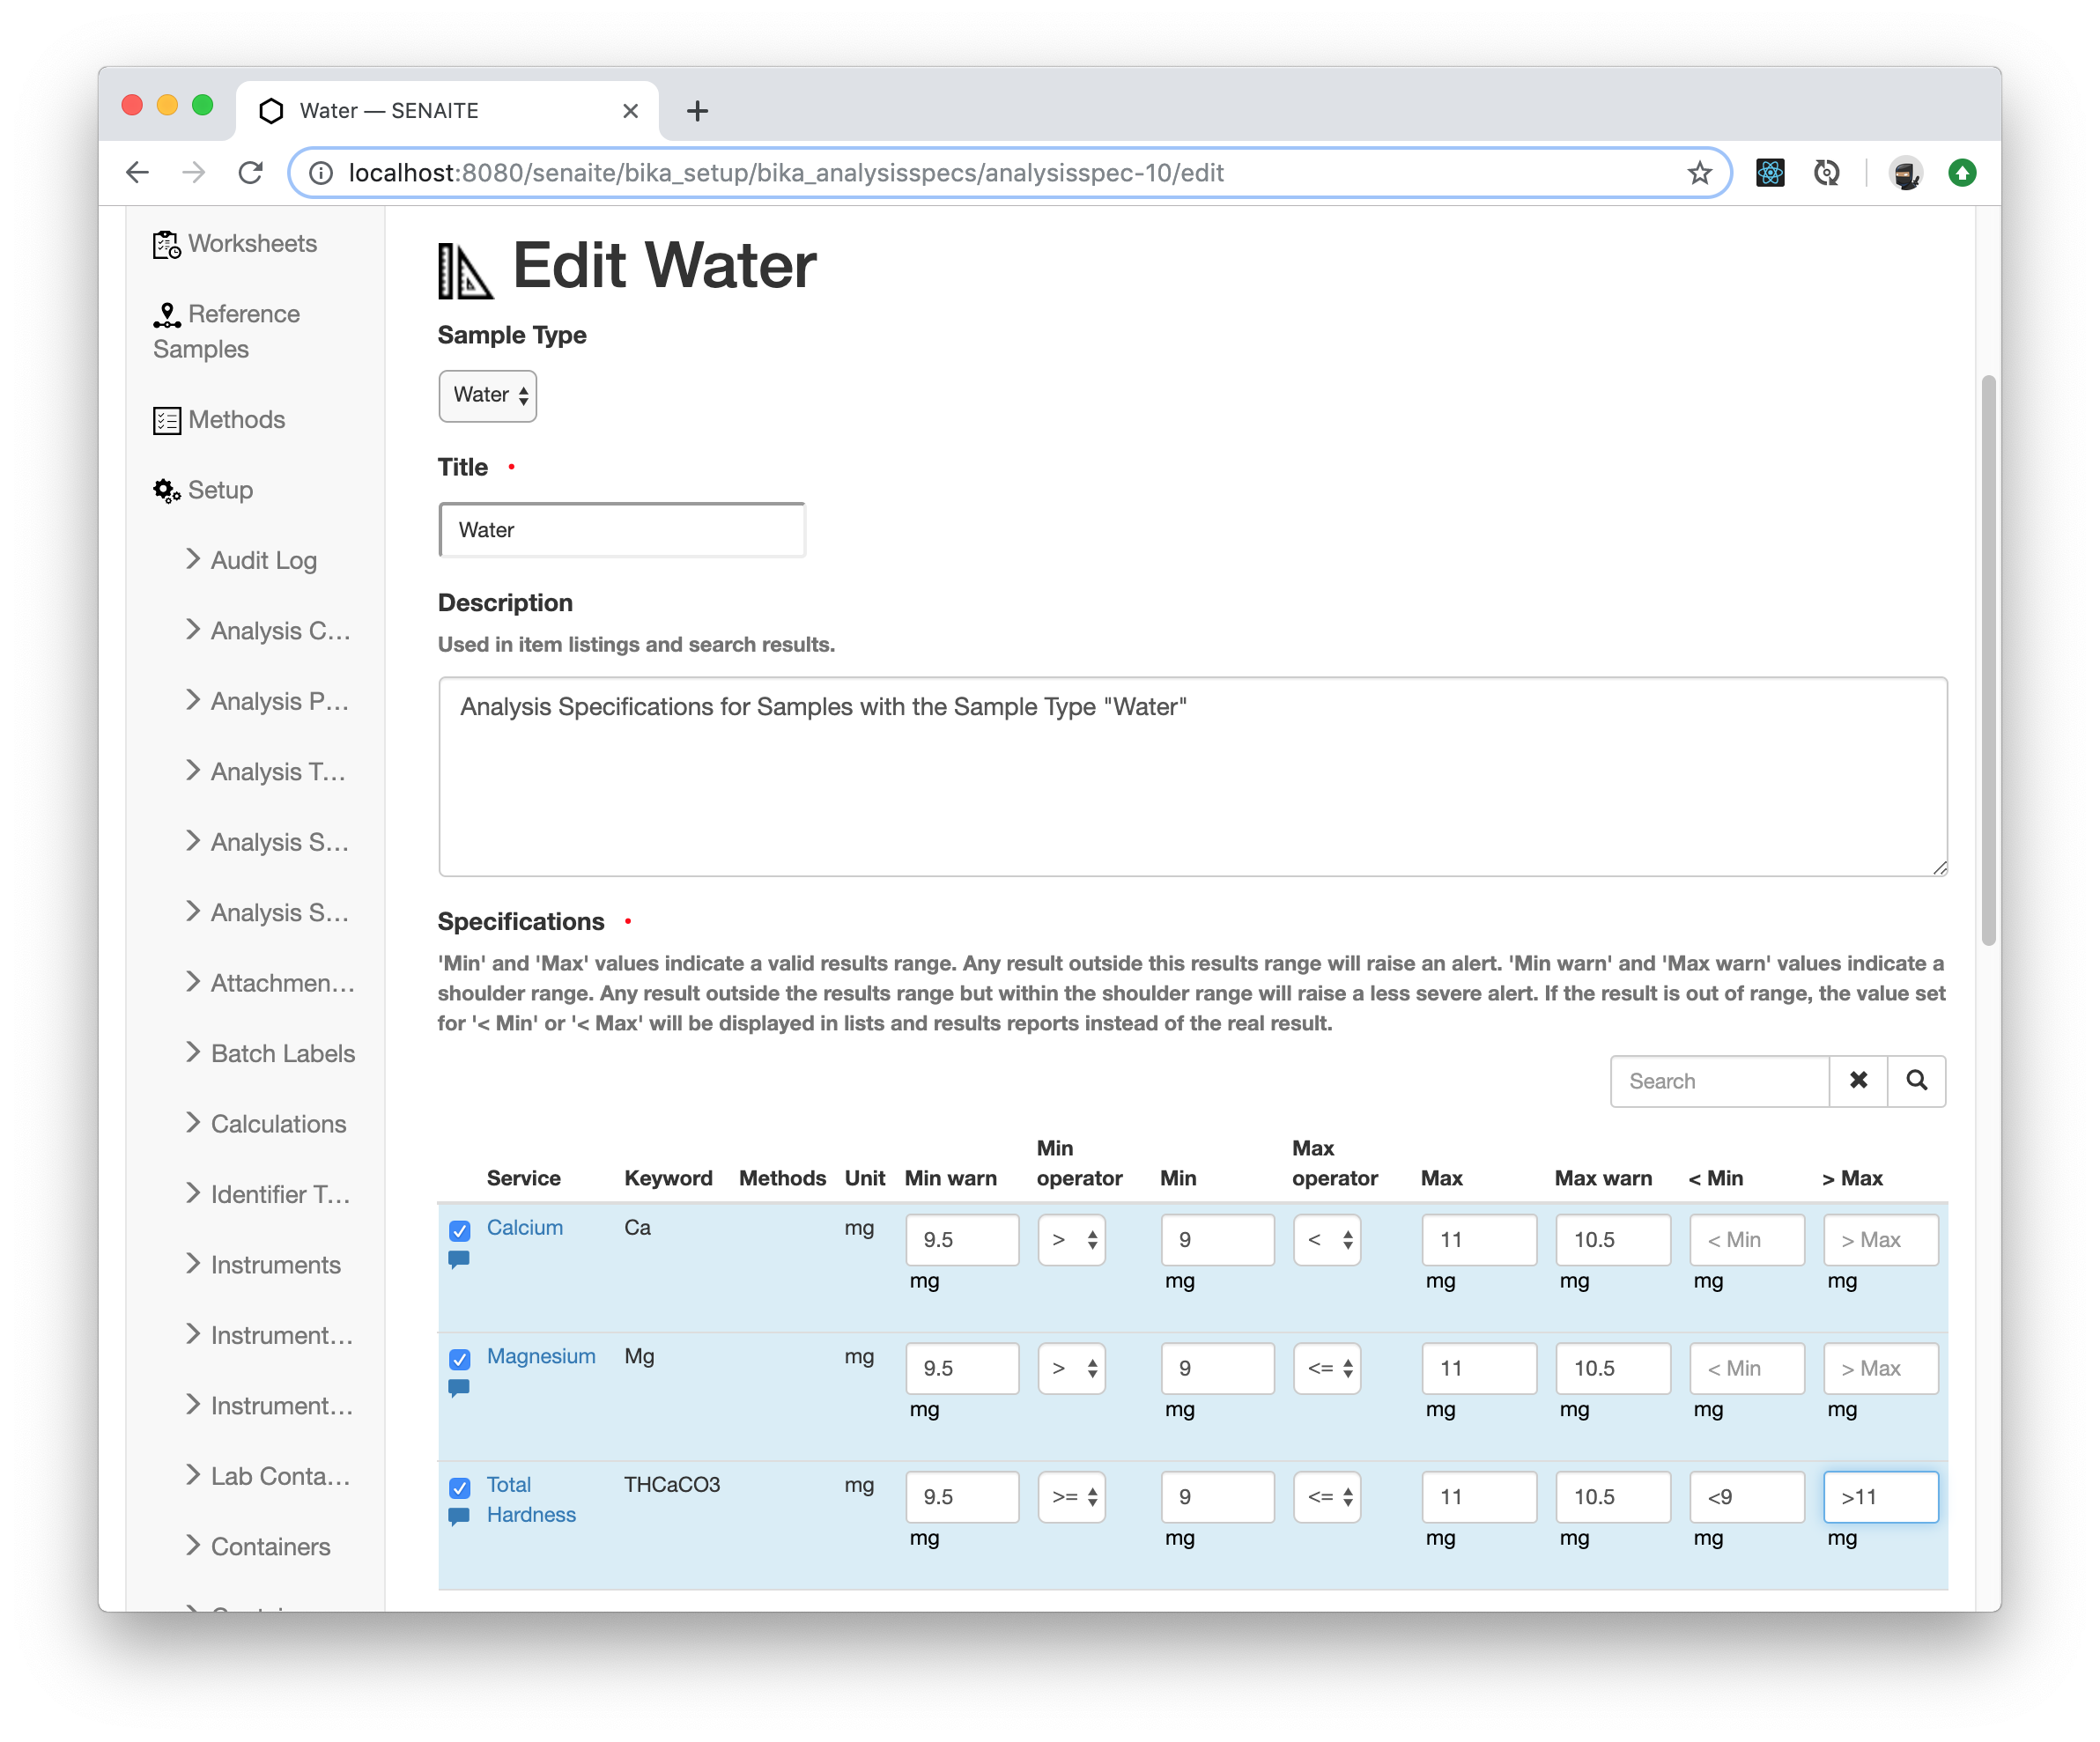 Water — SENAITE
localhost:8080/senaite/bika_setup/bika_analysisspecs/analysisspec-10/edit
Worksheets
Reference
Samples
Methods
Setup
Audit Log
Analysis C...
Analysis P...
Analysis T...
Analysis S...
Analysis S...
Attachmen...
Batch Labels
Calculations
Identifier T...
Instruments
Instrument...
Instrument...
Lab Conta...
Containers
Edit Water
Sample Type
Water
Title
Water
Description
Used in item listings and search results.
Analysis Specifications for Samples with the Sample Type "Water"
Specifications
'Min' and 'Max' values indicate a valid results range. Any result outside this results range will raise an alert. 'Min warn' and 'Max warn' values indicate a
shoulder range. Any result outside the results range but within the shoulder range will raise a less severe alert. If the result is out of range, the value set
for '< Min' or '< Max' will be displayed in lists and results reports instead of the real result.
Search
Service Keyword Methods Unit Min warn Min operator Min Max operator Max Max warn < Min > Max
Calcium Ca mg 9.5 > 9 < 11 10.5 < Min > Max
mg mg mg mg mg mg
Magnesium Mg mg 9.5 > 9 <= 11 10.5 < Min > Max
mg mg mg mg mg mg
Total THCaCO3 mg 9.5 >= 9 <= 11 10.5 <9 >11
Hardness mg mg mg mg mg mg